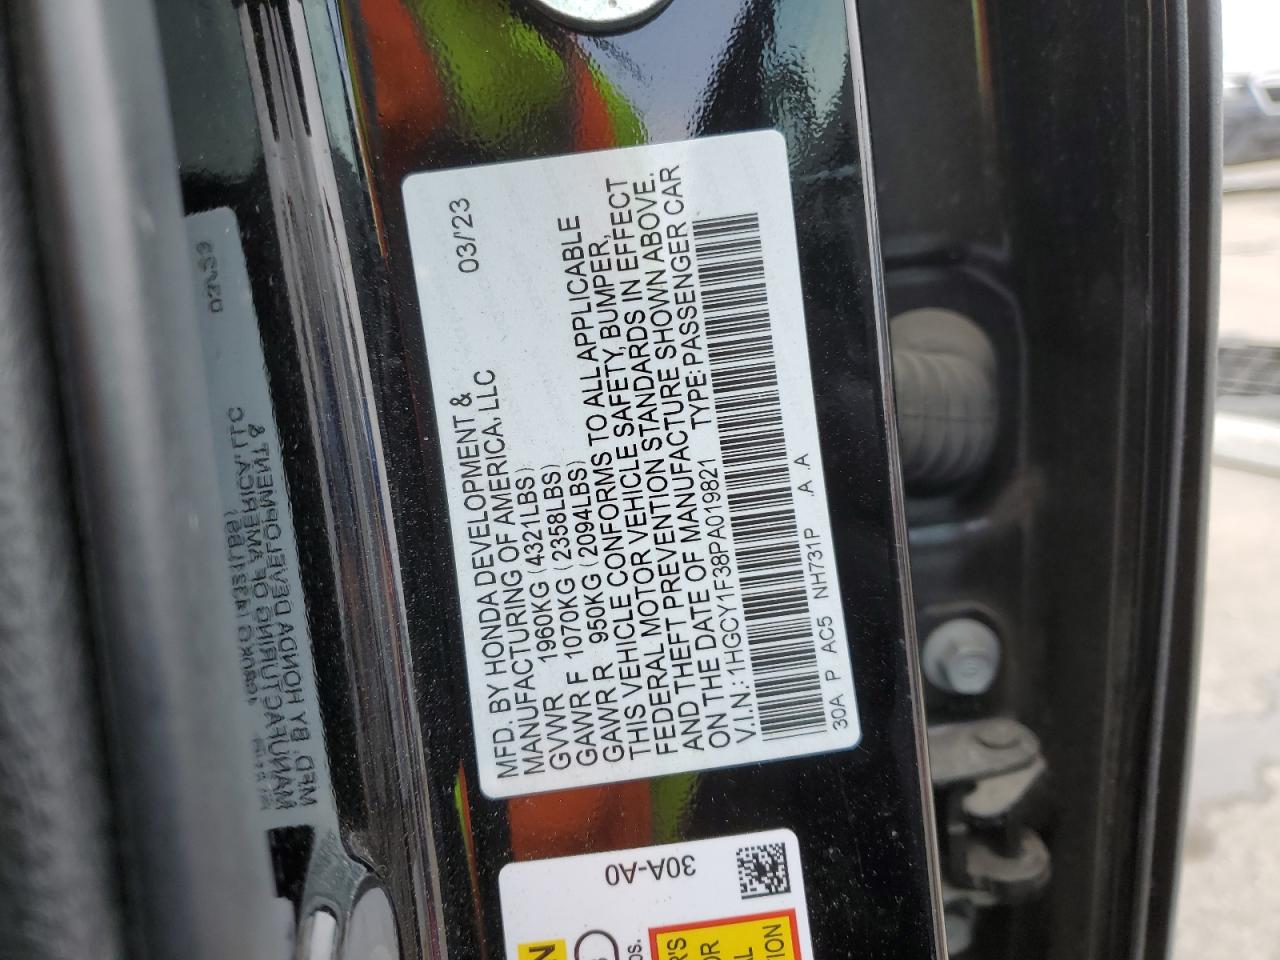 MFD. BY HONDA DEVELOPMENT &
MANUFACTURING OF AMERICA, LLC 03/'23
GVWR 1960KG (4321LBS)
GAWR F 1070KG (2358LBS)
GAWR R 950KG (2094LBS)
THIS VEHICLE CONFORMS TO ALL APPLICABLE
FEDERAL MOTOR VEHICLE SAFETY, BUMPER,
AND THEFT PREVENTION STANDARDS IN EFFECT
ON THE DATE OF MANUFACTURE SHOWN ABOVE.
V.I.N.: 1HGCY1F38PA019821 TYPE: PASSENGER CAR
30A P AC5 NH731P A A
30A-A0